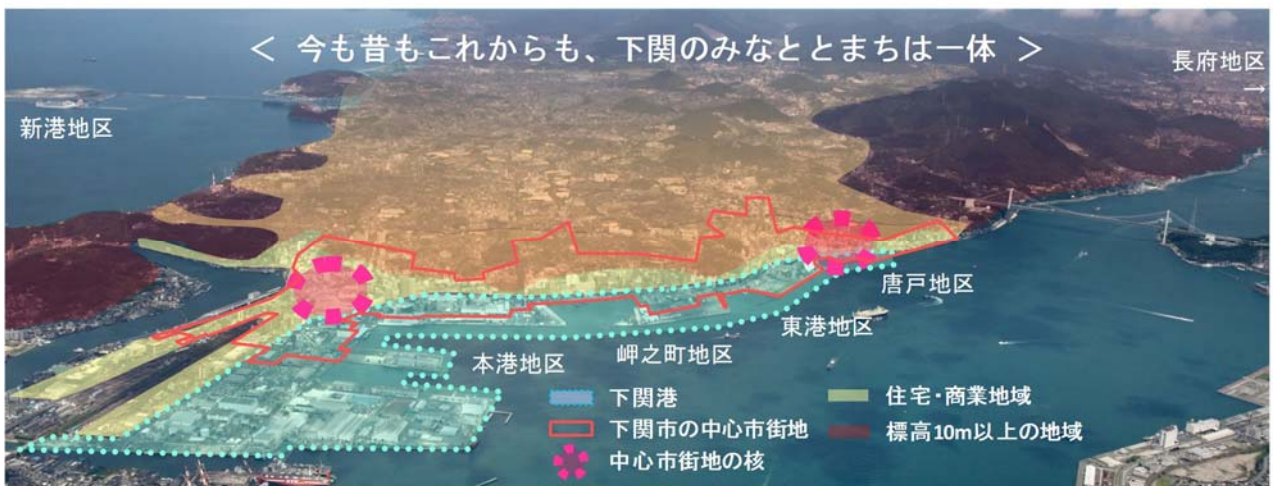 ＜ 今も昔もこれからも、下関のみなととまちは一体 ＞
長府地区
→
新港地区
唐戸地区
東港地区
岬之町地区
本港地区
下関港
住宅・商業地域
下関市の中心市街地
標高10m以上の地域
中心市街地の核